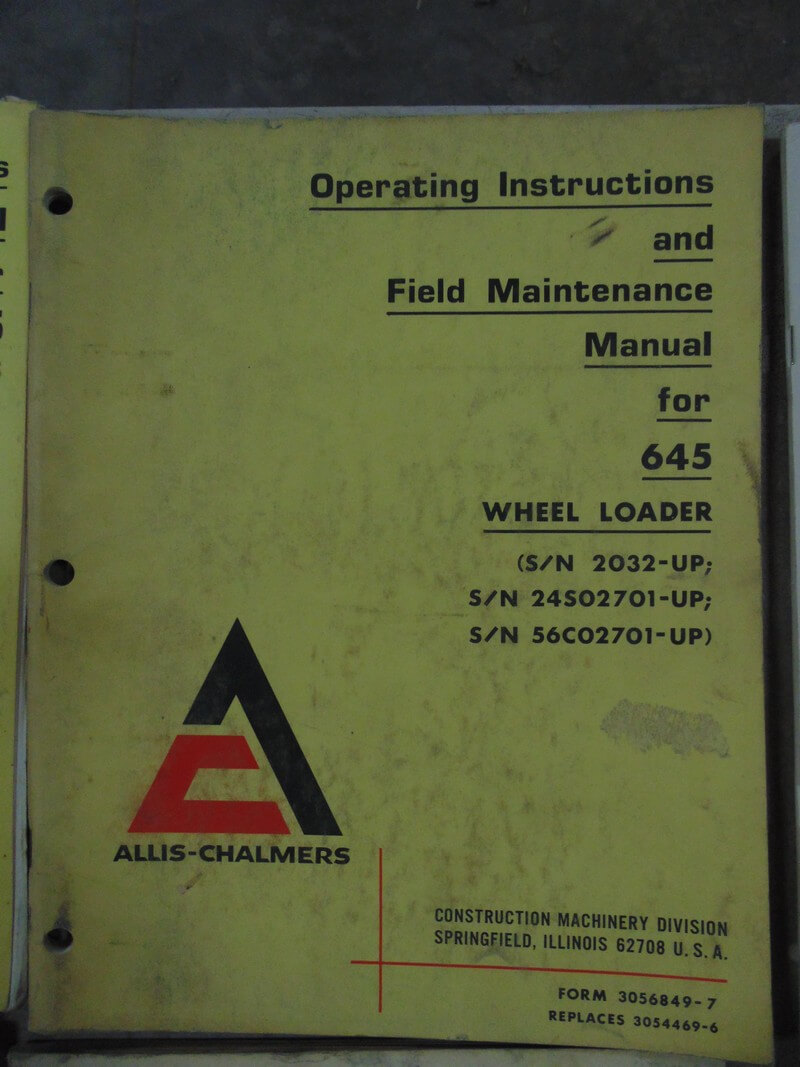 Operating Instructions
and
Field Maintenance
Manual
for
645
WHEEL LOADER
(S/N 2032-UP;
S/N 24S02701-UP;
S/N 56C02701-UP)
ALLIS-CHALMERS
CONSTRUCTION MACHINERY DIVISION
SPRINGFIELD, ILLINOIS 62708 U.S.A.
FORM 3056849-7
REPLACES 3054469-6